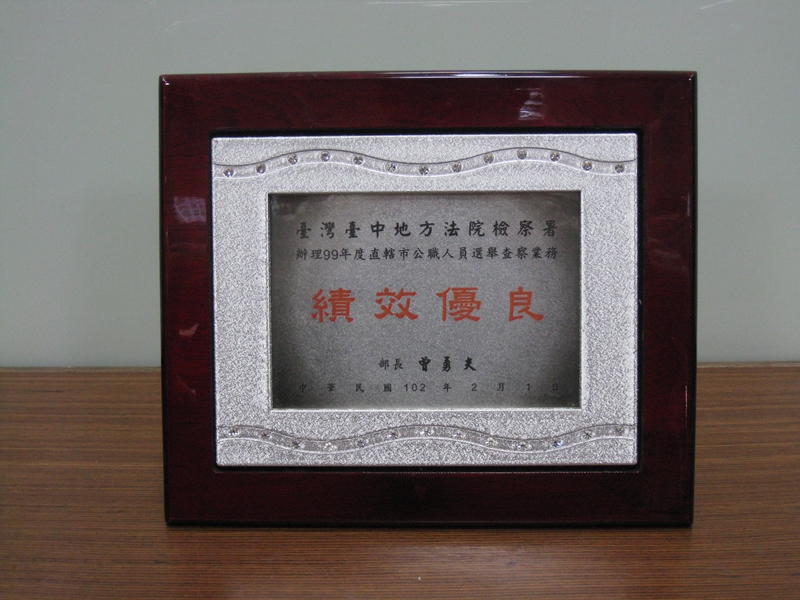 臺灣臺中地方法院檢察署
辦理99年度直轄市公職人員選舉查察業務
績效優良
部長 曾勇夫
中華民國102年2月1日